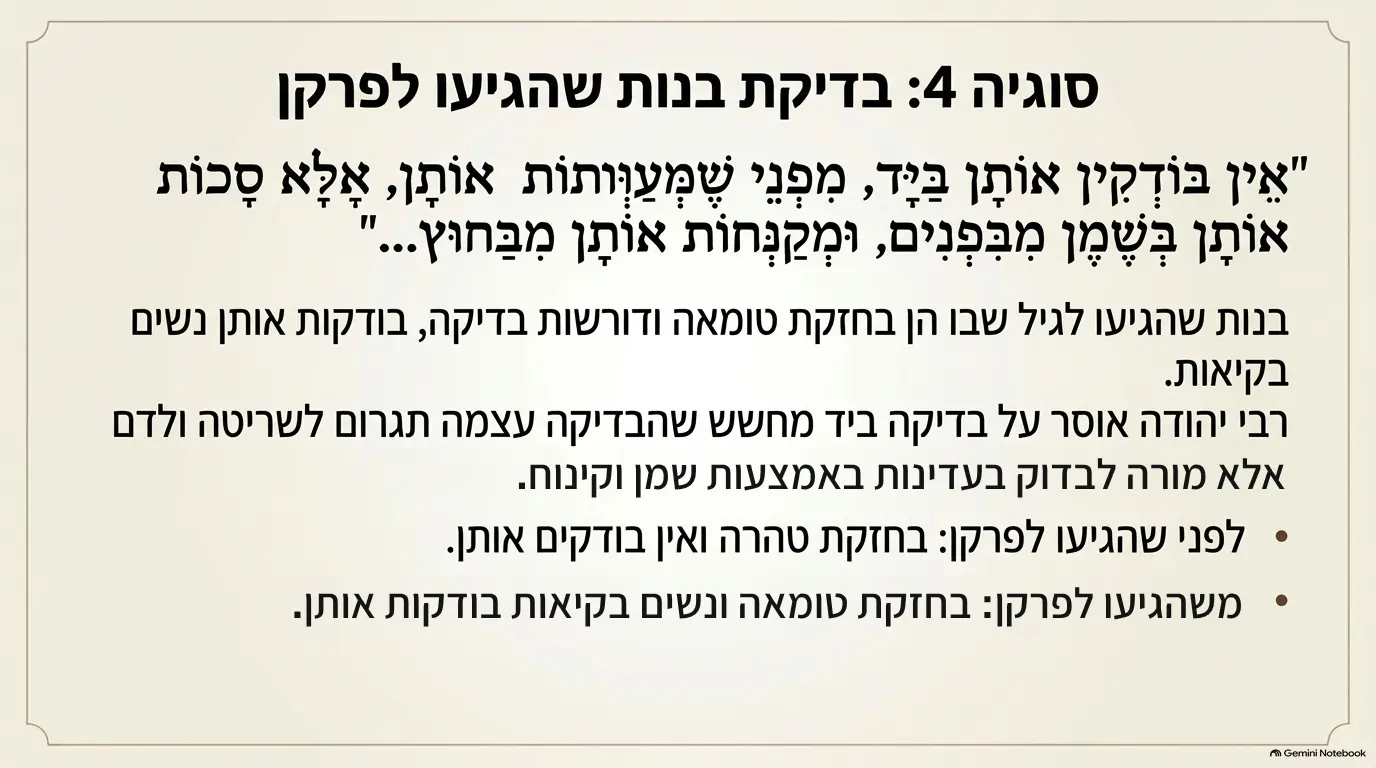 סוגיה 4: בדיקת בנות שהגיעו לפרקן
"אֵין בּוֹדְקִין אוֹתָן בַּיָּד, מִפְנֵי שֶׁמְּעַוְּותוֹת אוֹתָן, אֶלָּא סָכוֹת
אוֹתָן בְּשֶׁמֶן מִבִּפְנִים, וּמְקַנְּחוֹת אוֹתָן מִבַּחוּץ..."
בנות שהגיעו לגיל שבו הן בחזקת טומאה ודורשות בדיקה, בודקות אותן נשים
בקיאות.
רבי יהודה אוסר על בדיקה ביד מחשש שהבדיקה עצמה תגרום לשריטה ולדם
אלא מורה לבדוק בעדינות באמצעות שמן וקינוח.
• לפני שהגיעו לפרקן: בחזקת טהרה ואין בודקים אותן.
• משהגיעו לפרקן: בחזקת טומאה ונשים בקיאות בודקות אותן.
Gemini Notebook